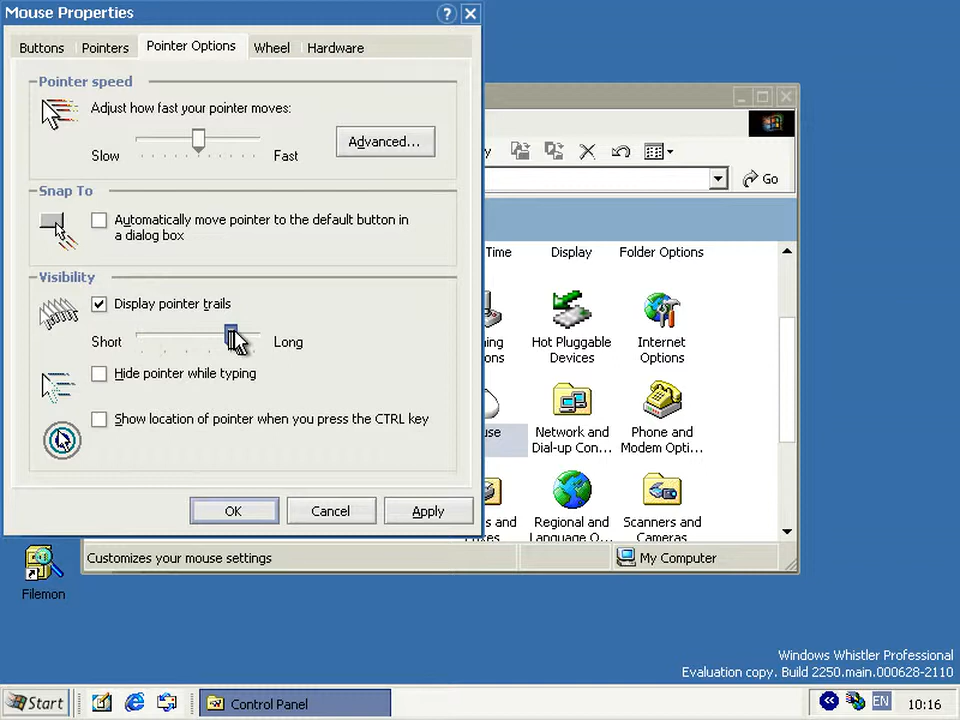 Mouse Properties
Buttons Pointers Pointer Options Wheel Hardware
Pointer speed
Adjust how fast your pointer moves:
Slow Fast
Advanced...
Snap To
Automatically move pointer to the default button in
a dialog box
Visibility
Display pointer trails
Short Long
Hide pointer while typing
Show location of pointer when you press the CTRL key
OK Cancel Apply
Go
Time
Display
Folder Options
Hot Pluggable
Devices
Internet
Options
Network and
Dial-up Con...
Phone and
Modem Opti...
Regional and
Language O...
Scanners and
Cameras
Customizes your mouse settings
My Computer
Filemon
Windows Whistler Professional
Evaluation copy. Build 2250.main.000628-2110
Start
Control Panel
EN
10:16